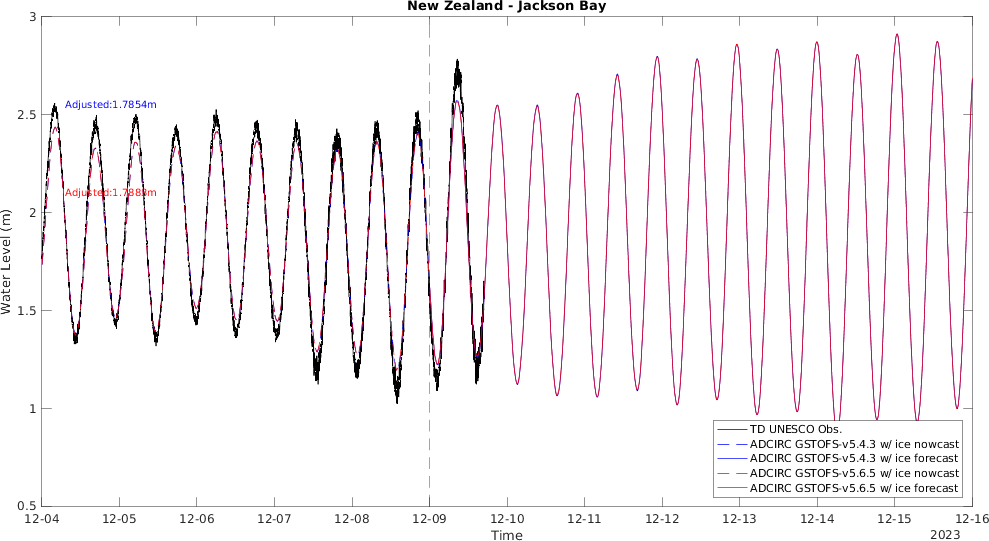 New Zealand - Jackson Bay
3
2.5
2
1.5
1
0.5
Water Level (m)
Adjusted:1.7854m
Adjusted:1.7888m
TD UNESCO Obs.
ADCIRC GSTOFS-v5.4.3 w/ ice nowcast
ADCIRC GSTOFS-v5.4.3 w/ ice forecast
ADCIRC GSTOFS-v5.6.5 w/ ice nowcast
ADCIRC GSTOFS-v5.6.5 w/ ice forecast
12-04 12-05 12-06 12-07 12-08 12-09 12-10 12-11 12-12 12-13 12-14 12-15 12-16
Time
2023